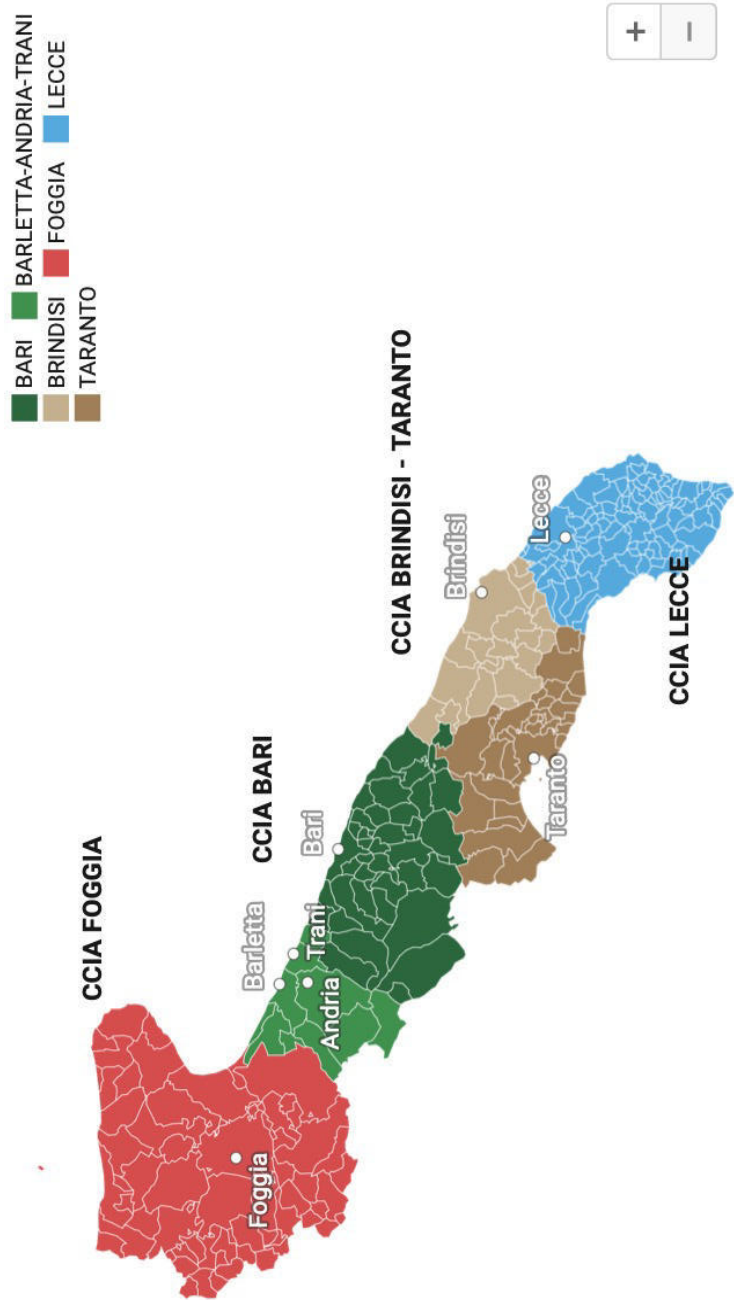 BARI BARLETTA-ANDRIA-TRANI
BRINDISI FOGGIA LECCE
TARANTO
CCIA FOGGIA
CCIA BARI
CCIA BRINDISI - TARANTO
CCIA LECCE
Foggia
Barletta
Andria
Trani
Bari
Brindisi
Taranto
Lecce
+
−